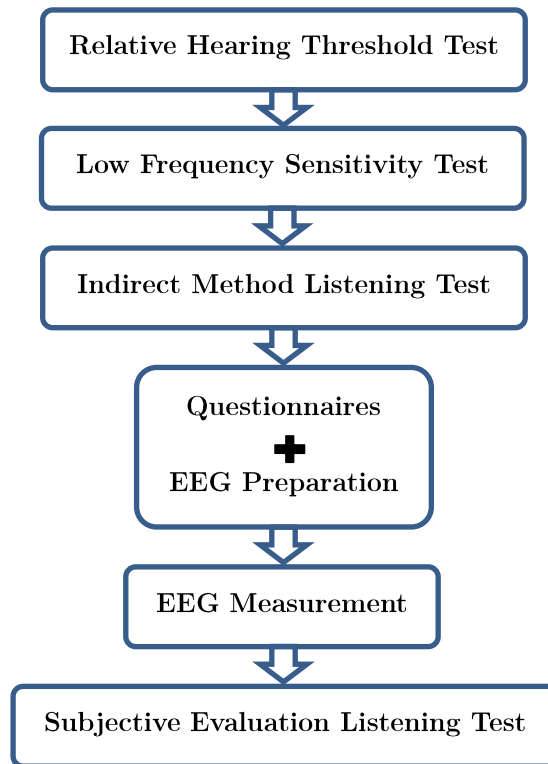 Relative Hearing Threshold Test
Low Frequency Sensitivity Test
Indirect Method Listening Test
Questionnaires
+
EEG Preparation
EEG Measurement
Subjective Evaluation Listening Test